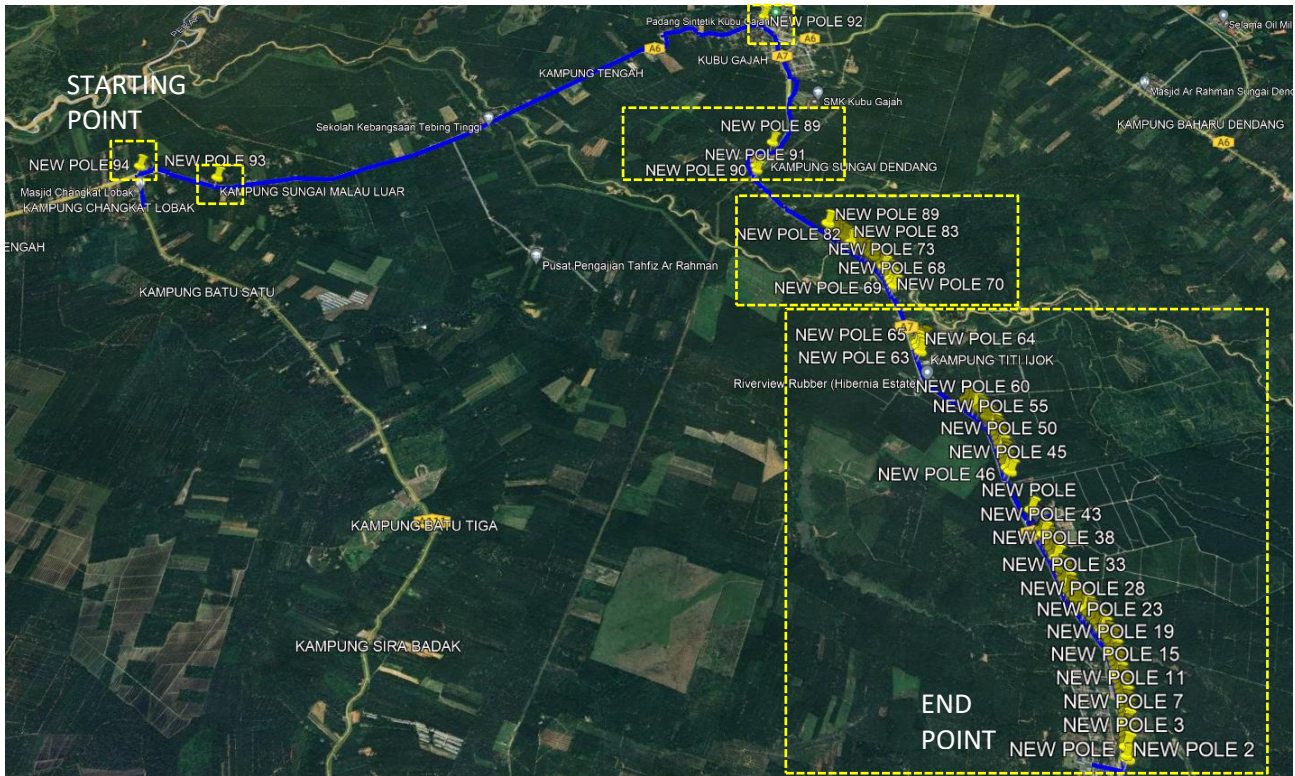 Padang Sintetik Kubu Gajah
NEW POLE 92
Selama Oil Mil
A6
A6
KUBU GAJAH
A7
KAMPUNG TENGAH
STARTING
POINT
SMK Kubu Gajah
Masjid Ar Rahman Sungai Dend
KAMPUNG BAHARU DENDANG
A6
Sekolah Kebangsaan Tebing Tinggi
NEW POLE 89
NEW POLE 91
NEW POLE 90
KAMPUNG SUNGAI DENDANG
NEW POLE 94
NEW POLE 93
Masjid Changkat Lobak
KAMPUNG SUNGAI MALAU LUAR
KAMPUNG CHANGKAT LOBAK
ENGAH
NEW POLE 89
NEW POLE 82
NEW POLE 83
NEW POLE 73
NEW POLE 68
NEW POLE 69
NEW POLE 70
Pusat Pengajian Tahfiz Ar Rahman
KAMPUNG BATU SATU
A7
NEW POLE 65
NEW POLE 64
NEW POLE 63
KAMPUNG TITI IJOK
Riverview Rubber (Hibernia Estate
NEW POLE 60
NEW POLE 55
NEW POLE 50
NEW POLE 45
NEW POLE 46
NEW POLE
NEW POLE 43
NEW POLE 38
KAMPUNG BATU TIGA
NEW POLE 33
NEW POLE 28
NEW POLE 23
NEW POLE 19
KAMPUNG SIRA BADAK
NEW POLE 15
NEW POLE 11
NEW POLE 7
END
POINT
NEW POLE 3
NEW POLE
NEW POLE 2